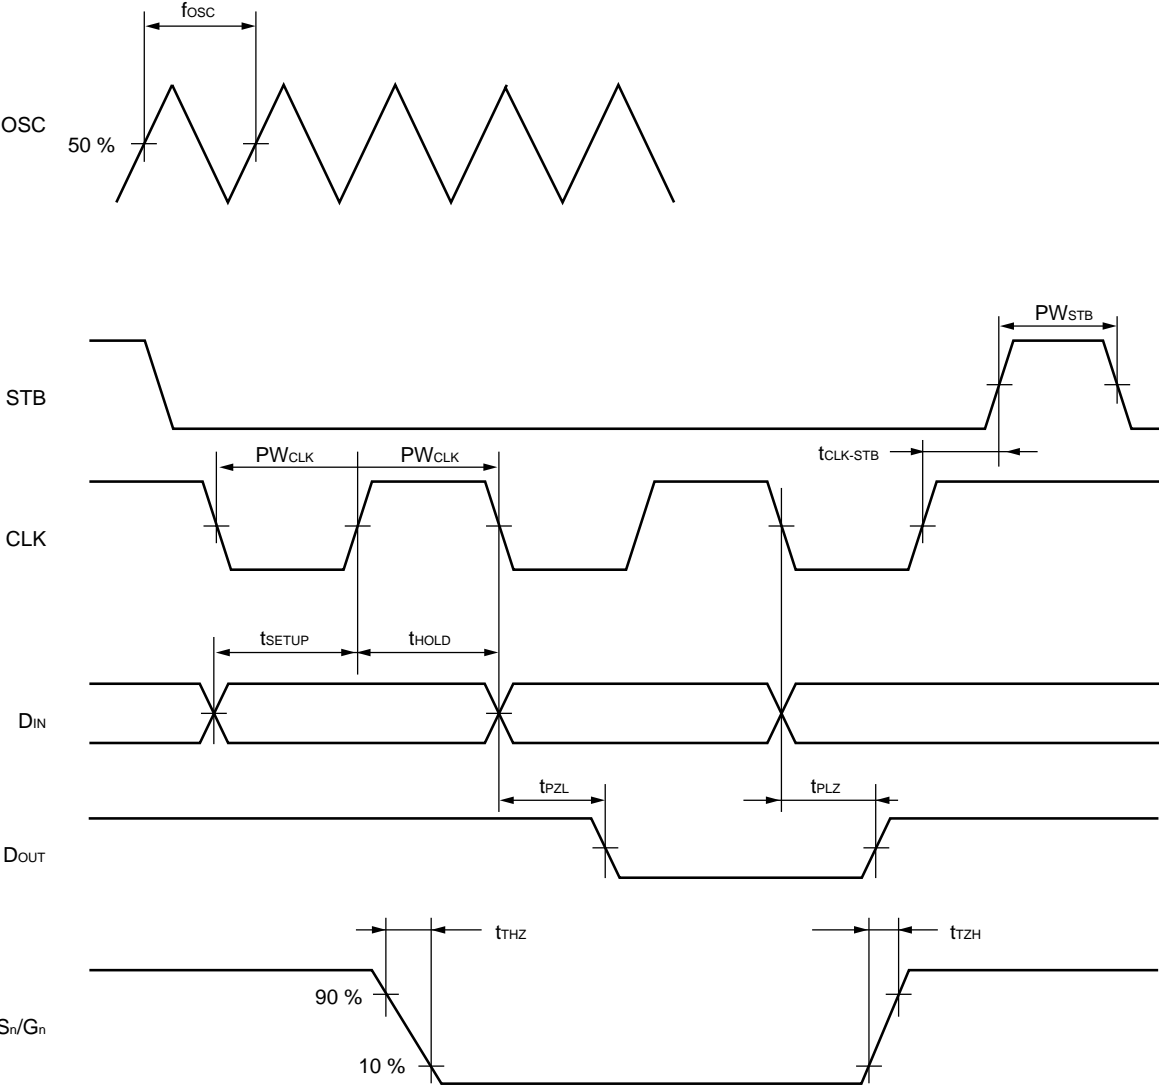 fOSC
OSC
50 %
PWSTB
STB
PWCLK PWCLK
tCLK-STB
CLK
tSETUP tHOLD
DIN
tPZL tPLZ
DOUT
tTHZ tTZH
90 %
Sn/Gn
10 %